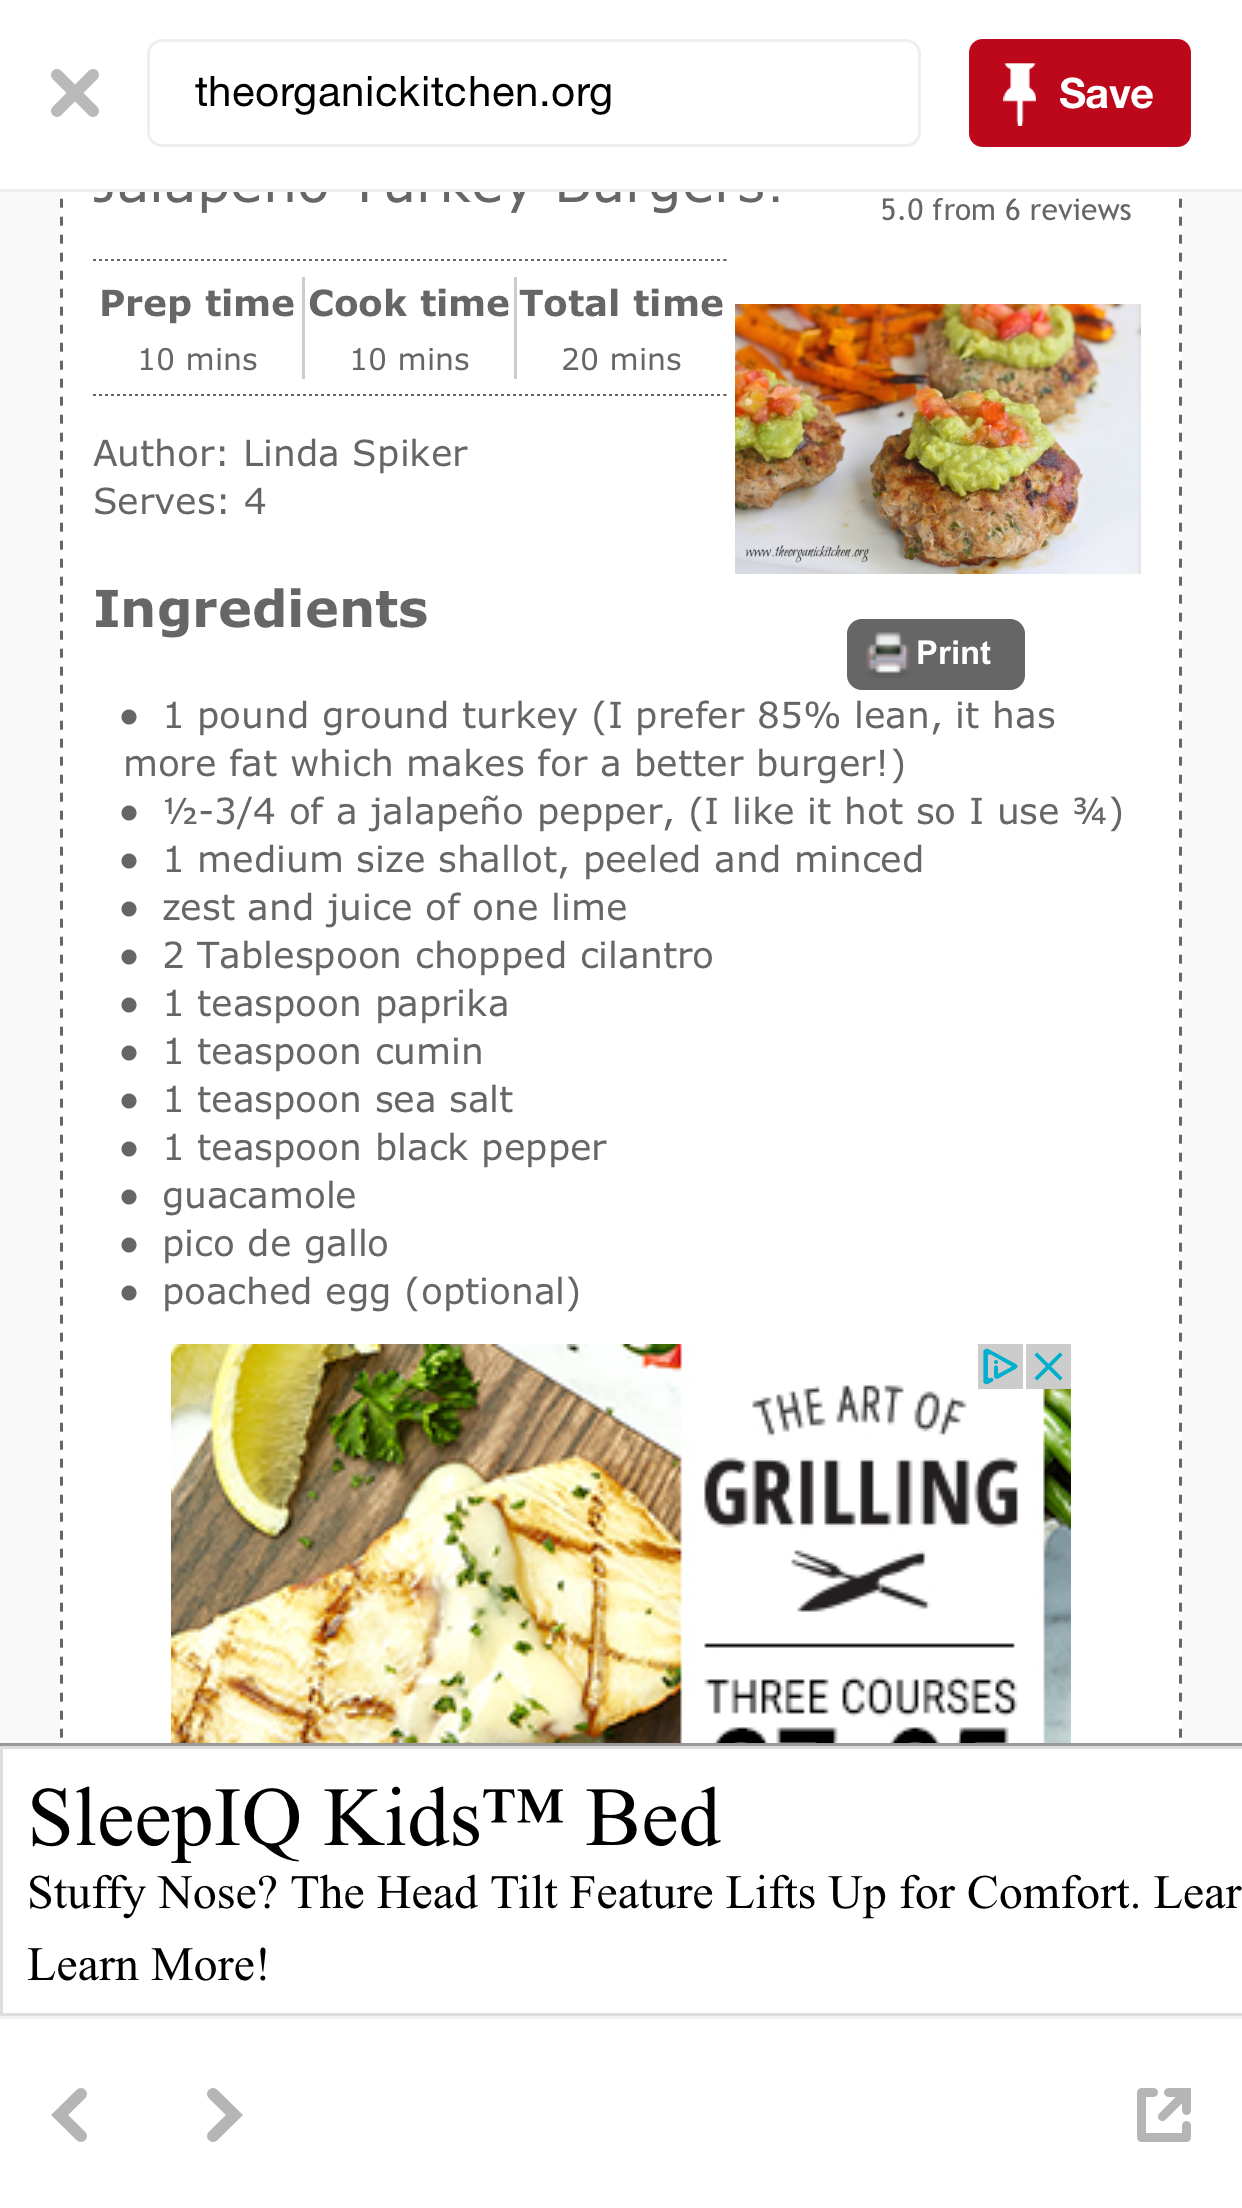 theorganickitchen.org
Save
Jalapeño Turkey Burgers!
5.0 from 6 reviews
Prep time Cook time Total time
10 mins 10 mins 20 mins
www.theorganickitchen.org
Author: Linda Spiker
Serves: 4
Ingredients
Print
• 1 pound ground turkey (I prefer 85% lean, it has
more fat which makes for a better burger!)
• ½-3/4 of a jalapeño pepper, (I like it hot so I use ¾)
• 1 medium size shallot, peeled and minced
• zest and juice of one lime
• 2 Tablespoon chopped cilantro
• 1 teaspoon paprika
• 1 teaspoon cumin
• 1 teaspoon sea salt
• 1 teaspoon black pepper
• guacamole
• pico de gallo
• poached egg (optional)
THE ART OF
GRILLING
THREE COURSES
SleepIQ Kids™ Bed
Stuffy Nose? The Head Tilt Feature Lifts Up for Comfort. Lear
Learn More!